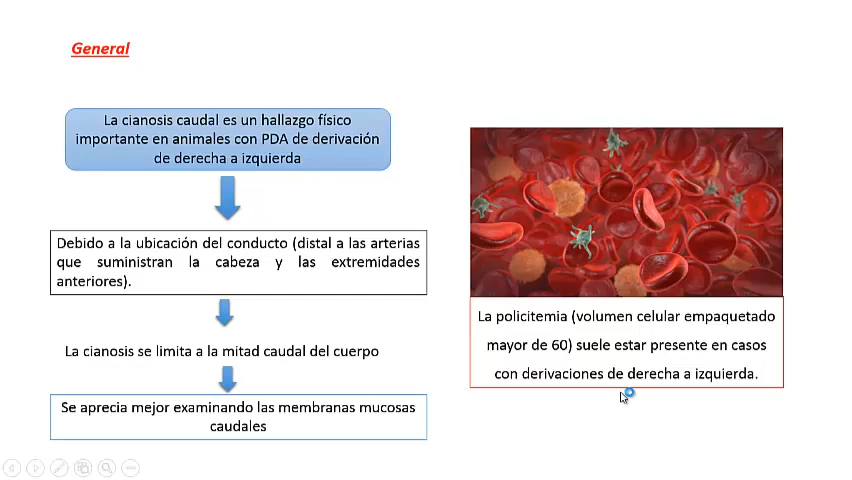 General
La cianosis caudal es un hallazgo físico
importante en animales con PDA de derivación
de derecha a izquierda
Debido a la ubicación del conducto (distal a las arterias
que suministran la cabeza y las extremidades
anteriores).
La cianosis se limita a la mitad caudal del cuerpo
Se aprecia mejor examinando las membranas mucosas
caudales
La policitemia (volumen celular empaquetado
mayor de 60) suele estar presente en casos
con derivaciones de derecha a izquierda.